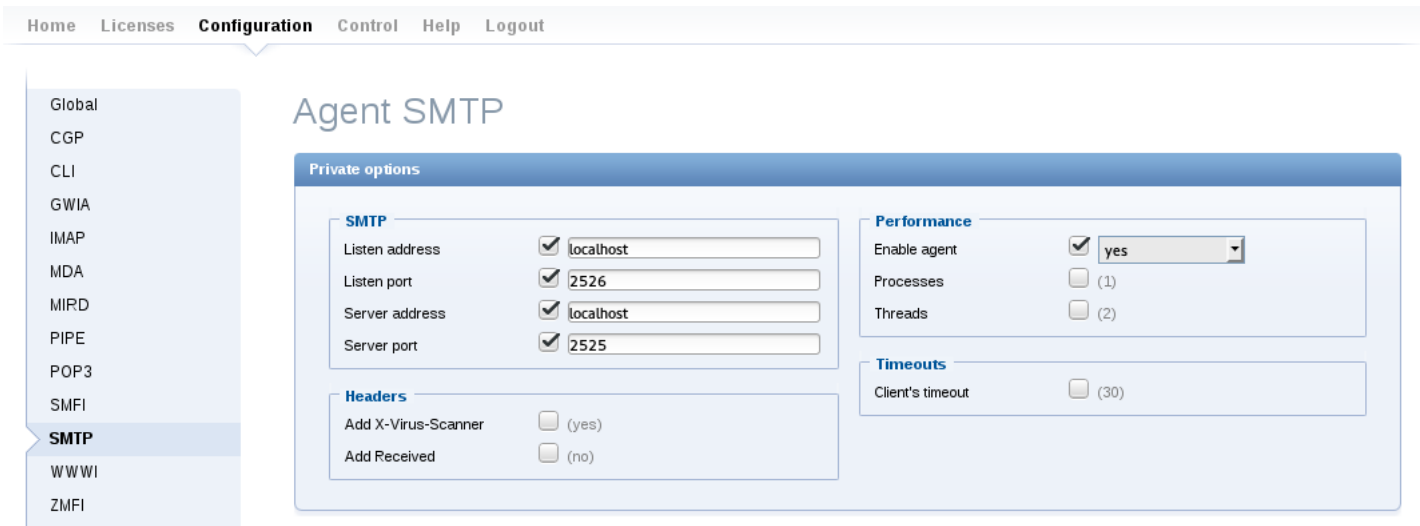 Home Licenses Configuration Control Help Logout
Global
CGP
CLI
GWIA
IMAP
MDA
MIRD
PIPE
POP3
SMFI
SMTP
WWWI
ZMFI
Agent SMTP
Private options
SMTP
Listen address localhost
Listen port 2526
Server address localhost
Server port 2525
Headers
Add X-Virus-Scanner (yes)
Add Received (no)
Performance
Enable agent yes
Processes (1)
Threads (2)
Timeouts
Client's timeout (30)